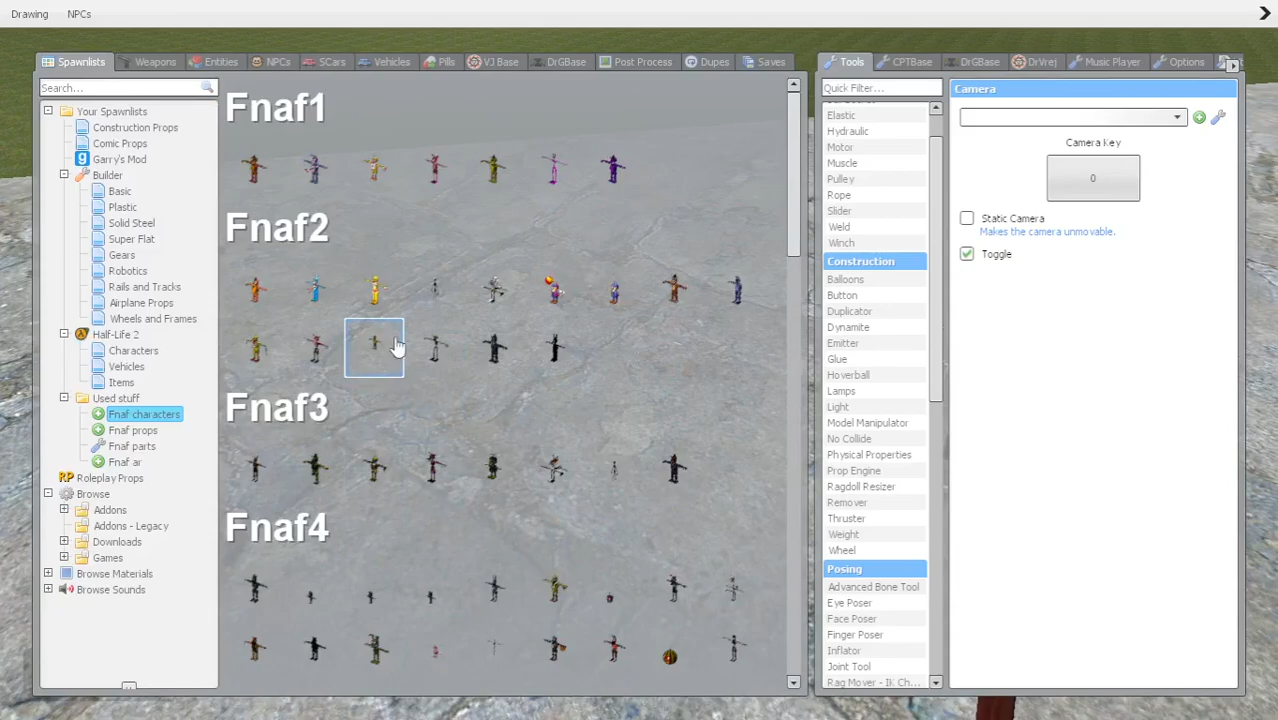 Drawing NPCs
Spawnlists Weapons Entities NPCs SCars Vehicles Pills VJ Base DrGBase Post Process Dupes Saves
Search...
Your Spawnlists
Construction Props
Comic Props
Garry's Mod
Builder
Basic
Plastic
Solid Steel
Super Flat
Gears
Robotics
Rails and Tracks
Airplane Props
Wheels and Frames
Half-Life 2
Characters
Vehicles
Items
Used stuff
Fnaf characters
Fnaf props
Fnaf parts
Fnaf ar
RP Roleplay Props
Browse
Addons
Addons - Legacy
Downloads
Games
Browse Materials
Browse Sounds
Fnaf1
Fnaf2
Fnaf3
Fnaf4
Tools CPTBase DrGBase DrVrej Music Player Options
Quick Filter...
Elastic
Hydraulic
Motor
Muscle
Pulley
Rope
Slider
Weld
Winch
Construction
Balloons
Button
Duplicator
Dynamite
Emitter
Glue
Hoverball
Lamps
Light
Model Manipulator
No Collide
Physical Properties
Prop Engine
Ragdoll Resizer
Remover
Thruster
Weight
Wheel
Posing
Advanced Bone Tool
Eye Poser
Face Poser
Finger Poser
Inflator
Joint Tool
Rag Mover - IK Ch...
Camera
Camera Key
0
Static Camera
Makes the camera unmovable.
Toggle